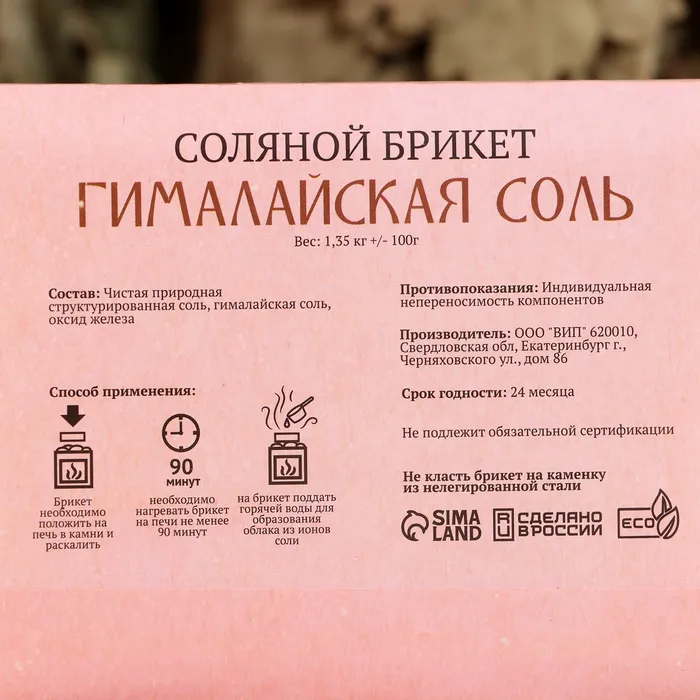 СОЛЯНОЙ БРИКЕТ
ГИМАЛАЙСКАЯ СОЛЬ
Вес: 1,35 кг +/- 100г
Состав: Чистая природная
структурированная соль, гималайская соль,
оксид железа
Способ применения:
Брикет
необходимо
положить на
печь в камни и
раскалить
90
минут
необходимо
нагревать брикет
на печи не менее
90 минут
на брикет поддать
горячей воды для
образования
облака из ионов
соли
Противопоказания: Индивидуальная
непереносимость компонентов
Производитель: ООО "ВИП" 620010,
Свердловская обл, Екатеринбург г.,
Черняховского ул., дом 86
Срок годности: 24 месяца
Не подлежит обязательной сертификации
Не класть брикет на каменку
из нелегированной стали
SIMA
LAND
СДЕЛАНО
В РОССИИ
ECO